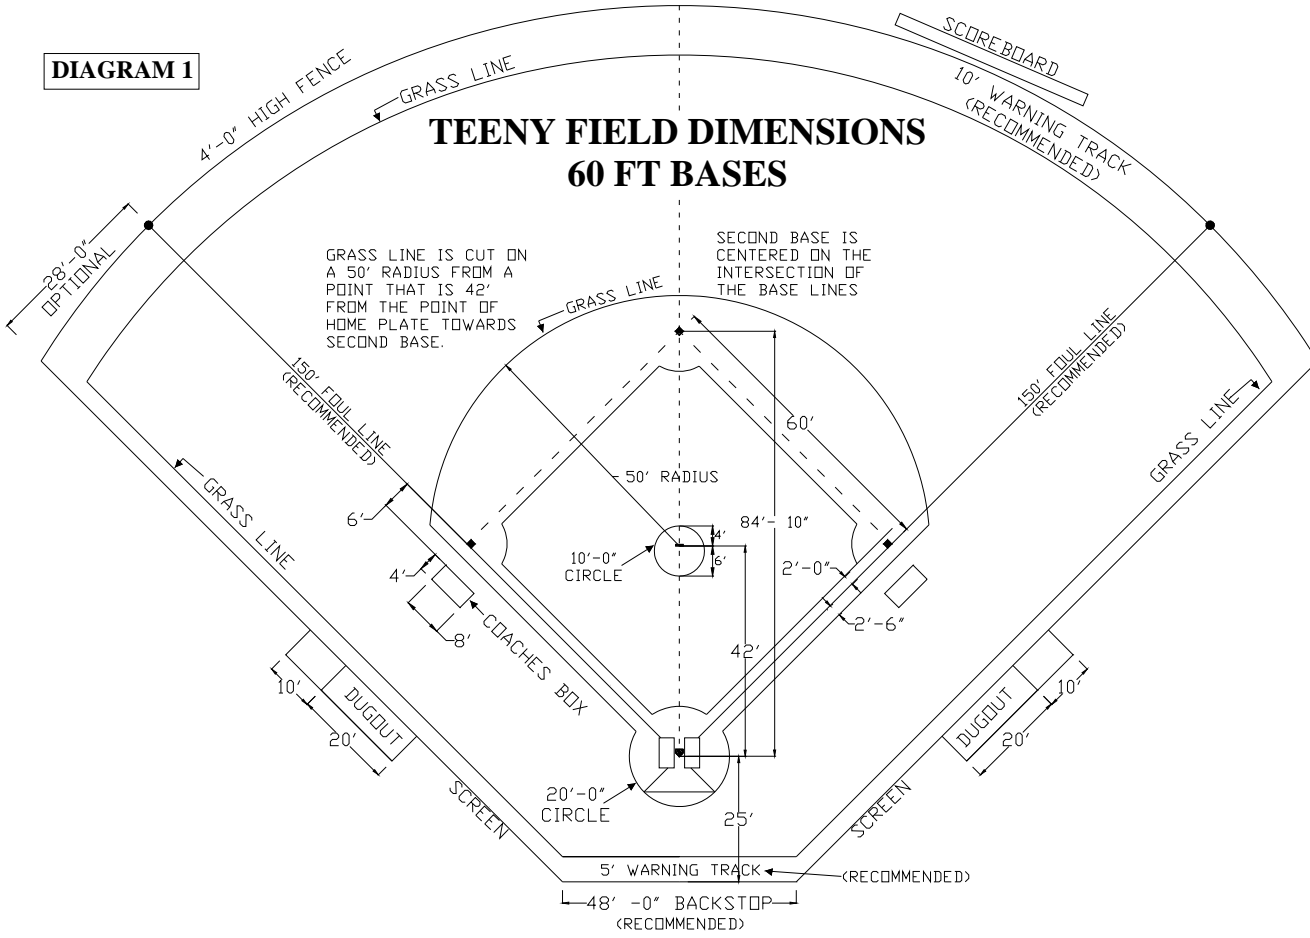 DIAGRAM 1
SCOREBOARD
4'-0" HIGH FENCE
GRASS LINE
10' WARNING TRACK
(RECOMMENDED)
TEENY FIELD DIMENSIONS
60 FT BASES
28'-0"
OPTIONAL
GRASS LINE IS CUT ON
A 50' RADIUS FROM A
POINT THAT IS 42'
FROM THE POINT OF
HOME PLATE TOWARDS
SECOND BASE.
SECOND BASE IS
CENTERED ON THE
INTERSECTION OF
THE BASE LINES
GRASS LINE
150' FOUL LINE
(RECOMMENDED)
150' FOUL LINE
(RECOMMENDED)
60'
GRASS LINE
GRASS LINE
50' RADIUS
6'
84'- 10"
4'
10'-0"
CIRCLE
6'
2'-0"
4'
8'
COACHES BOX
2'-6"
42'
10'
DUGOUT
20'
10'
DUGOUT
20'
SCREEN
20'-0"
CIRCLE
25'
SCREEN
5' WARNING TRACK
(RECOMMENDED)
48' -0" BACKSTOP
(RECOMMENDED)